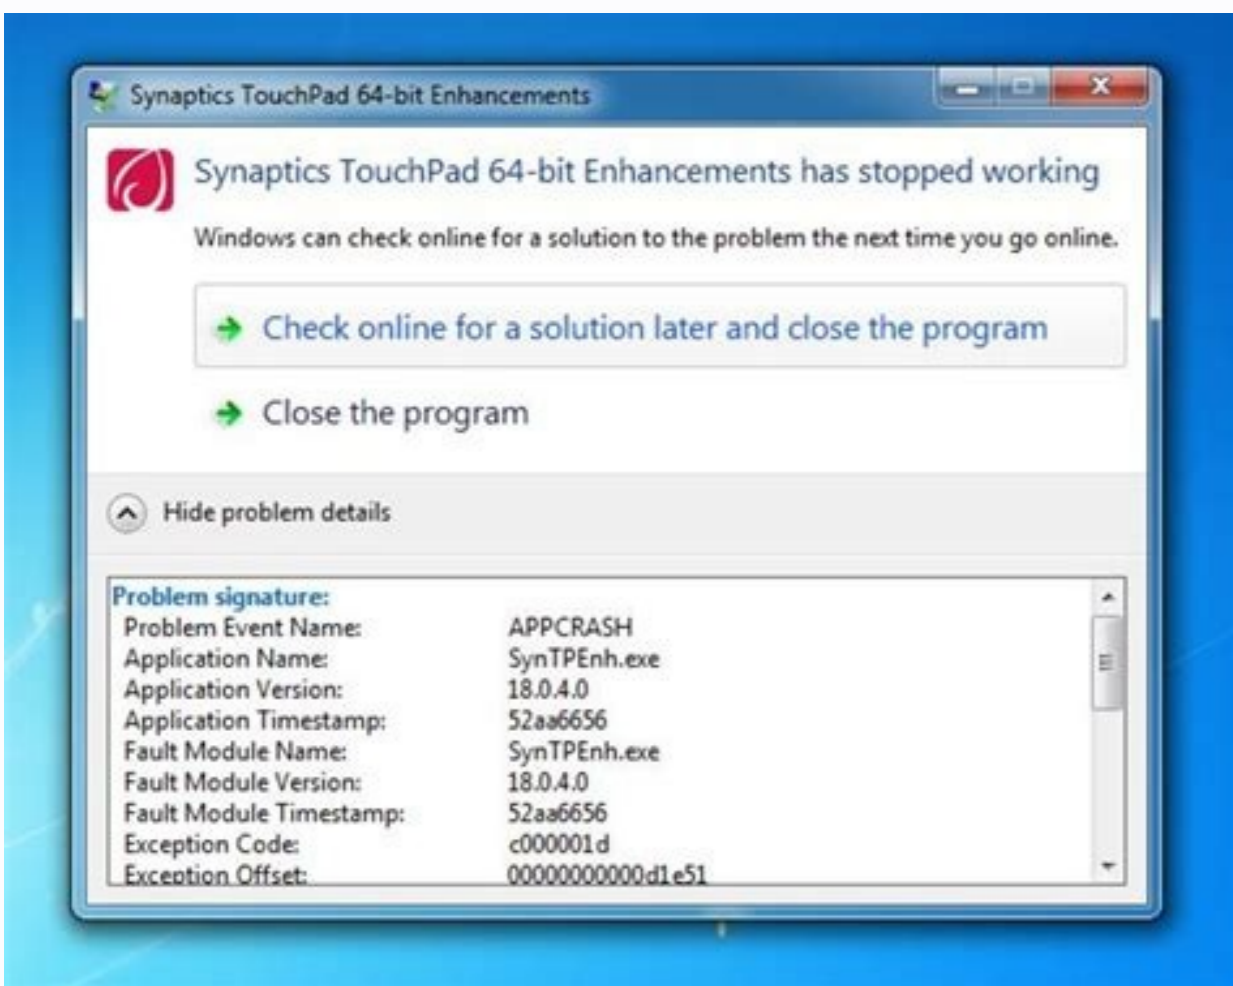 Synaptics TouchPad 64-bit Enhancements
Synaptics TouchPad 64-bit Enhancements has stopped working
Windows can check online for a solution to the problem the next time you go online.
Check online for a solution later and close the program
Close the program
Hide problem details
Problem signature:
Problem Event Name: APPCRASH
Application Name: SynTPEnh.exe
Application Version: 18.0.4.0
Application Timestamp: 52aa6656
Fault Module Name: SynTPEnh.exe
Fault Module Version: 18.0.4.0
Fault Module Timestamp: 52aa6656
Exception Code: c000001d
Exception Offset: 00000000000d1e51